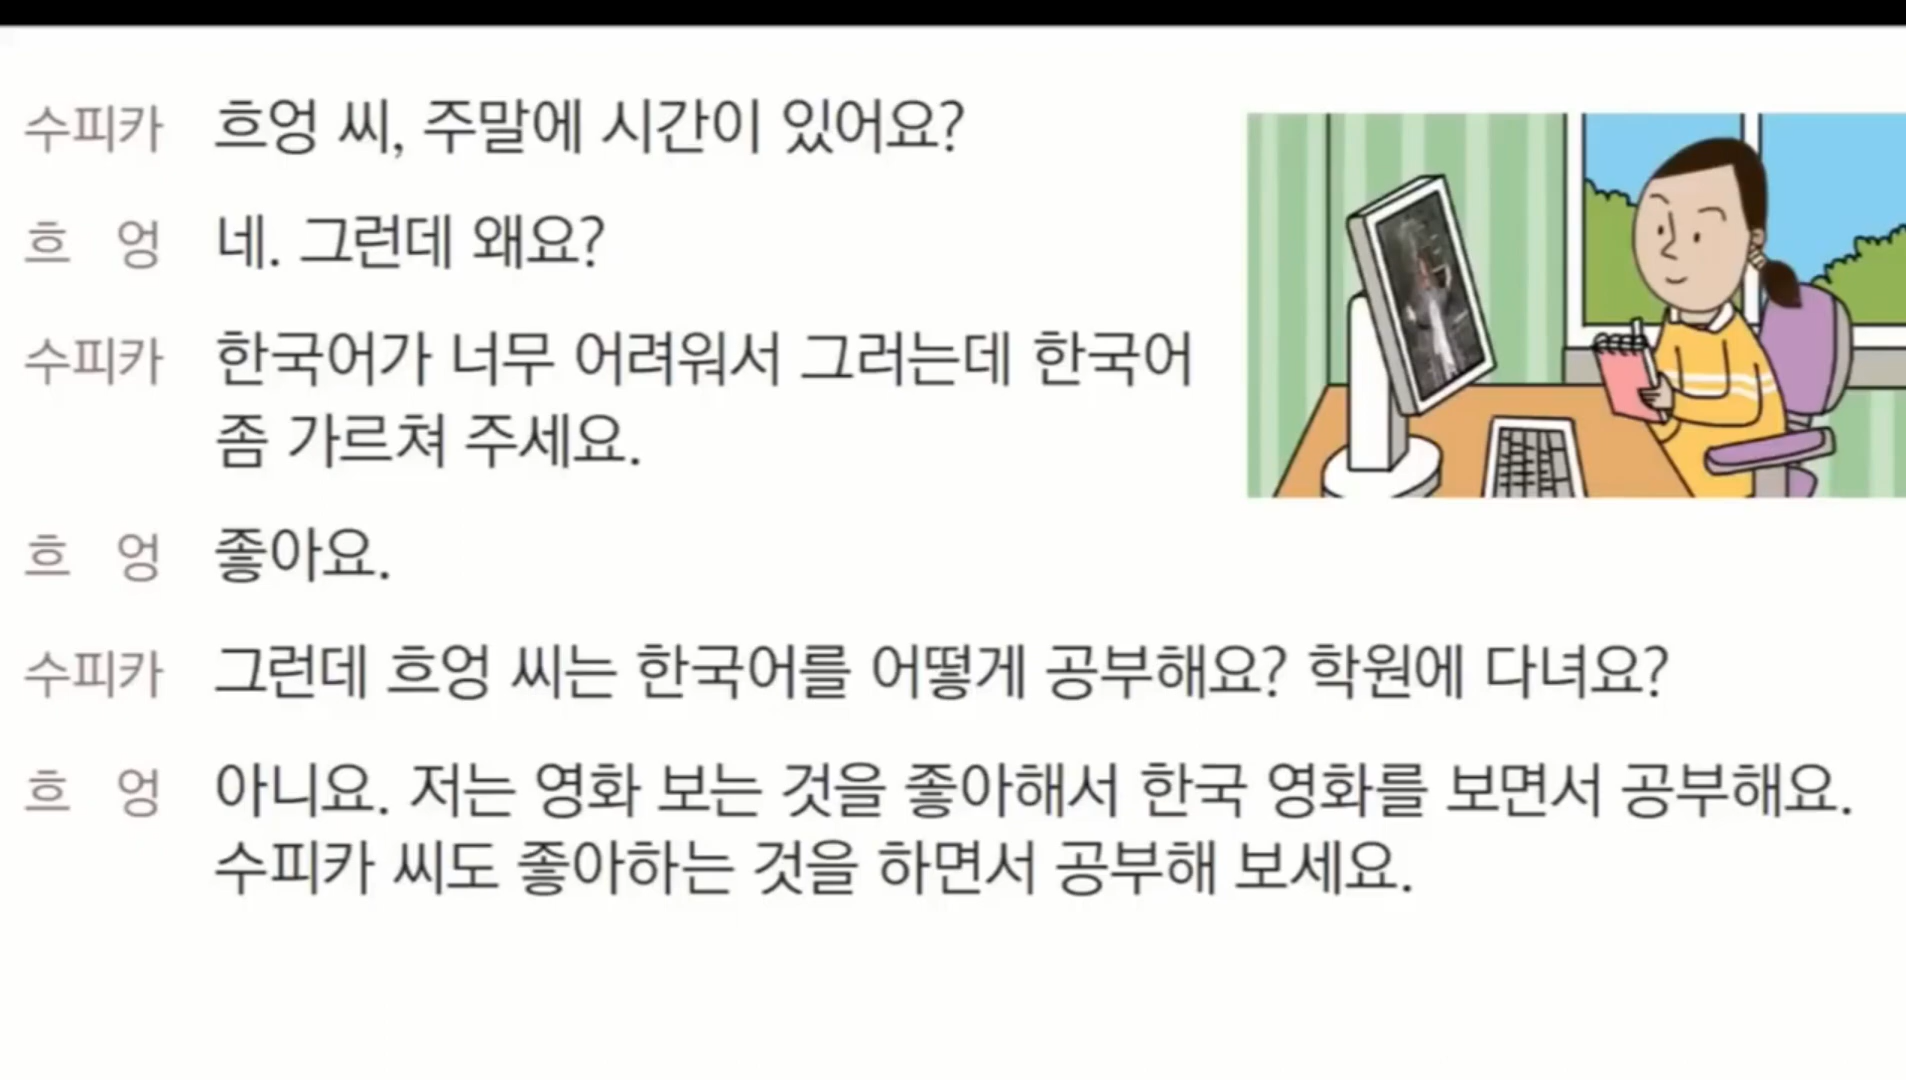 수피카 흐엉 씨, 주말에 시간이 있어요?
흐 엉 네. 그런데 왜요?
수피카 한국어가 너무 어려워서 그러는데 한국어
좀 가르쳐 주세요.
흐 엉 좋아요.
수피카 그런데 흐엉 씨는 한국어를 어떻게 공부해요? 학원에 다녀요?
흐 엉 아니요. 저는 영화 보는 것을 좋아해서 한국 영화를 보면서 공부해요.
수피카 씨도 좋아하는 것을 하면서 공부해 보세요.